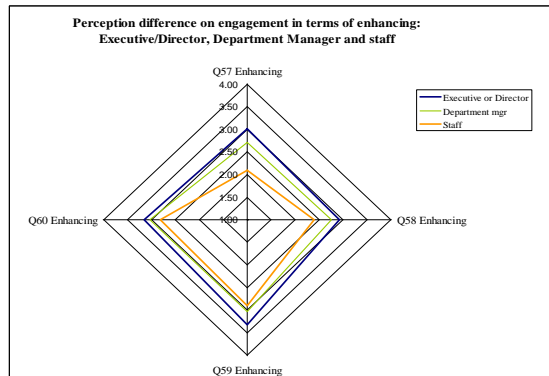 Perception difference on engagement in terms of enhancing:
Executive/Director, Department Manager and staff
Q57 Enhancing
4.00
3.50
3.00
2.50
2.00
1.50
1.00
Executive or Director
Department mgr
Staff
Q60 Enhancing
Q58 Enhancing
Q59 Enhancing